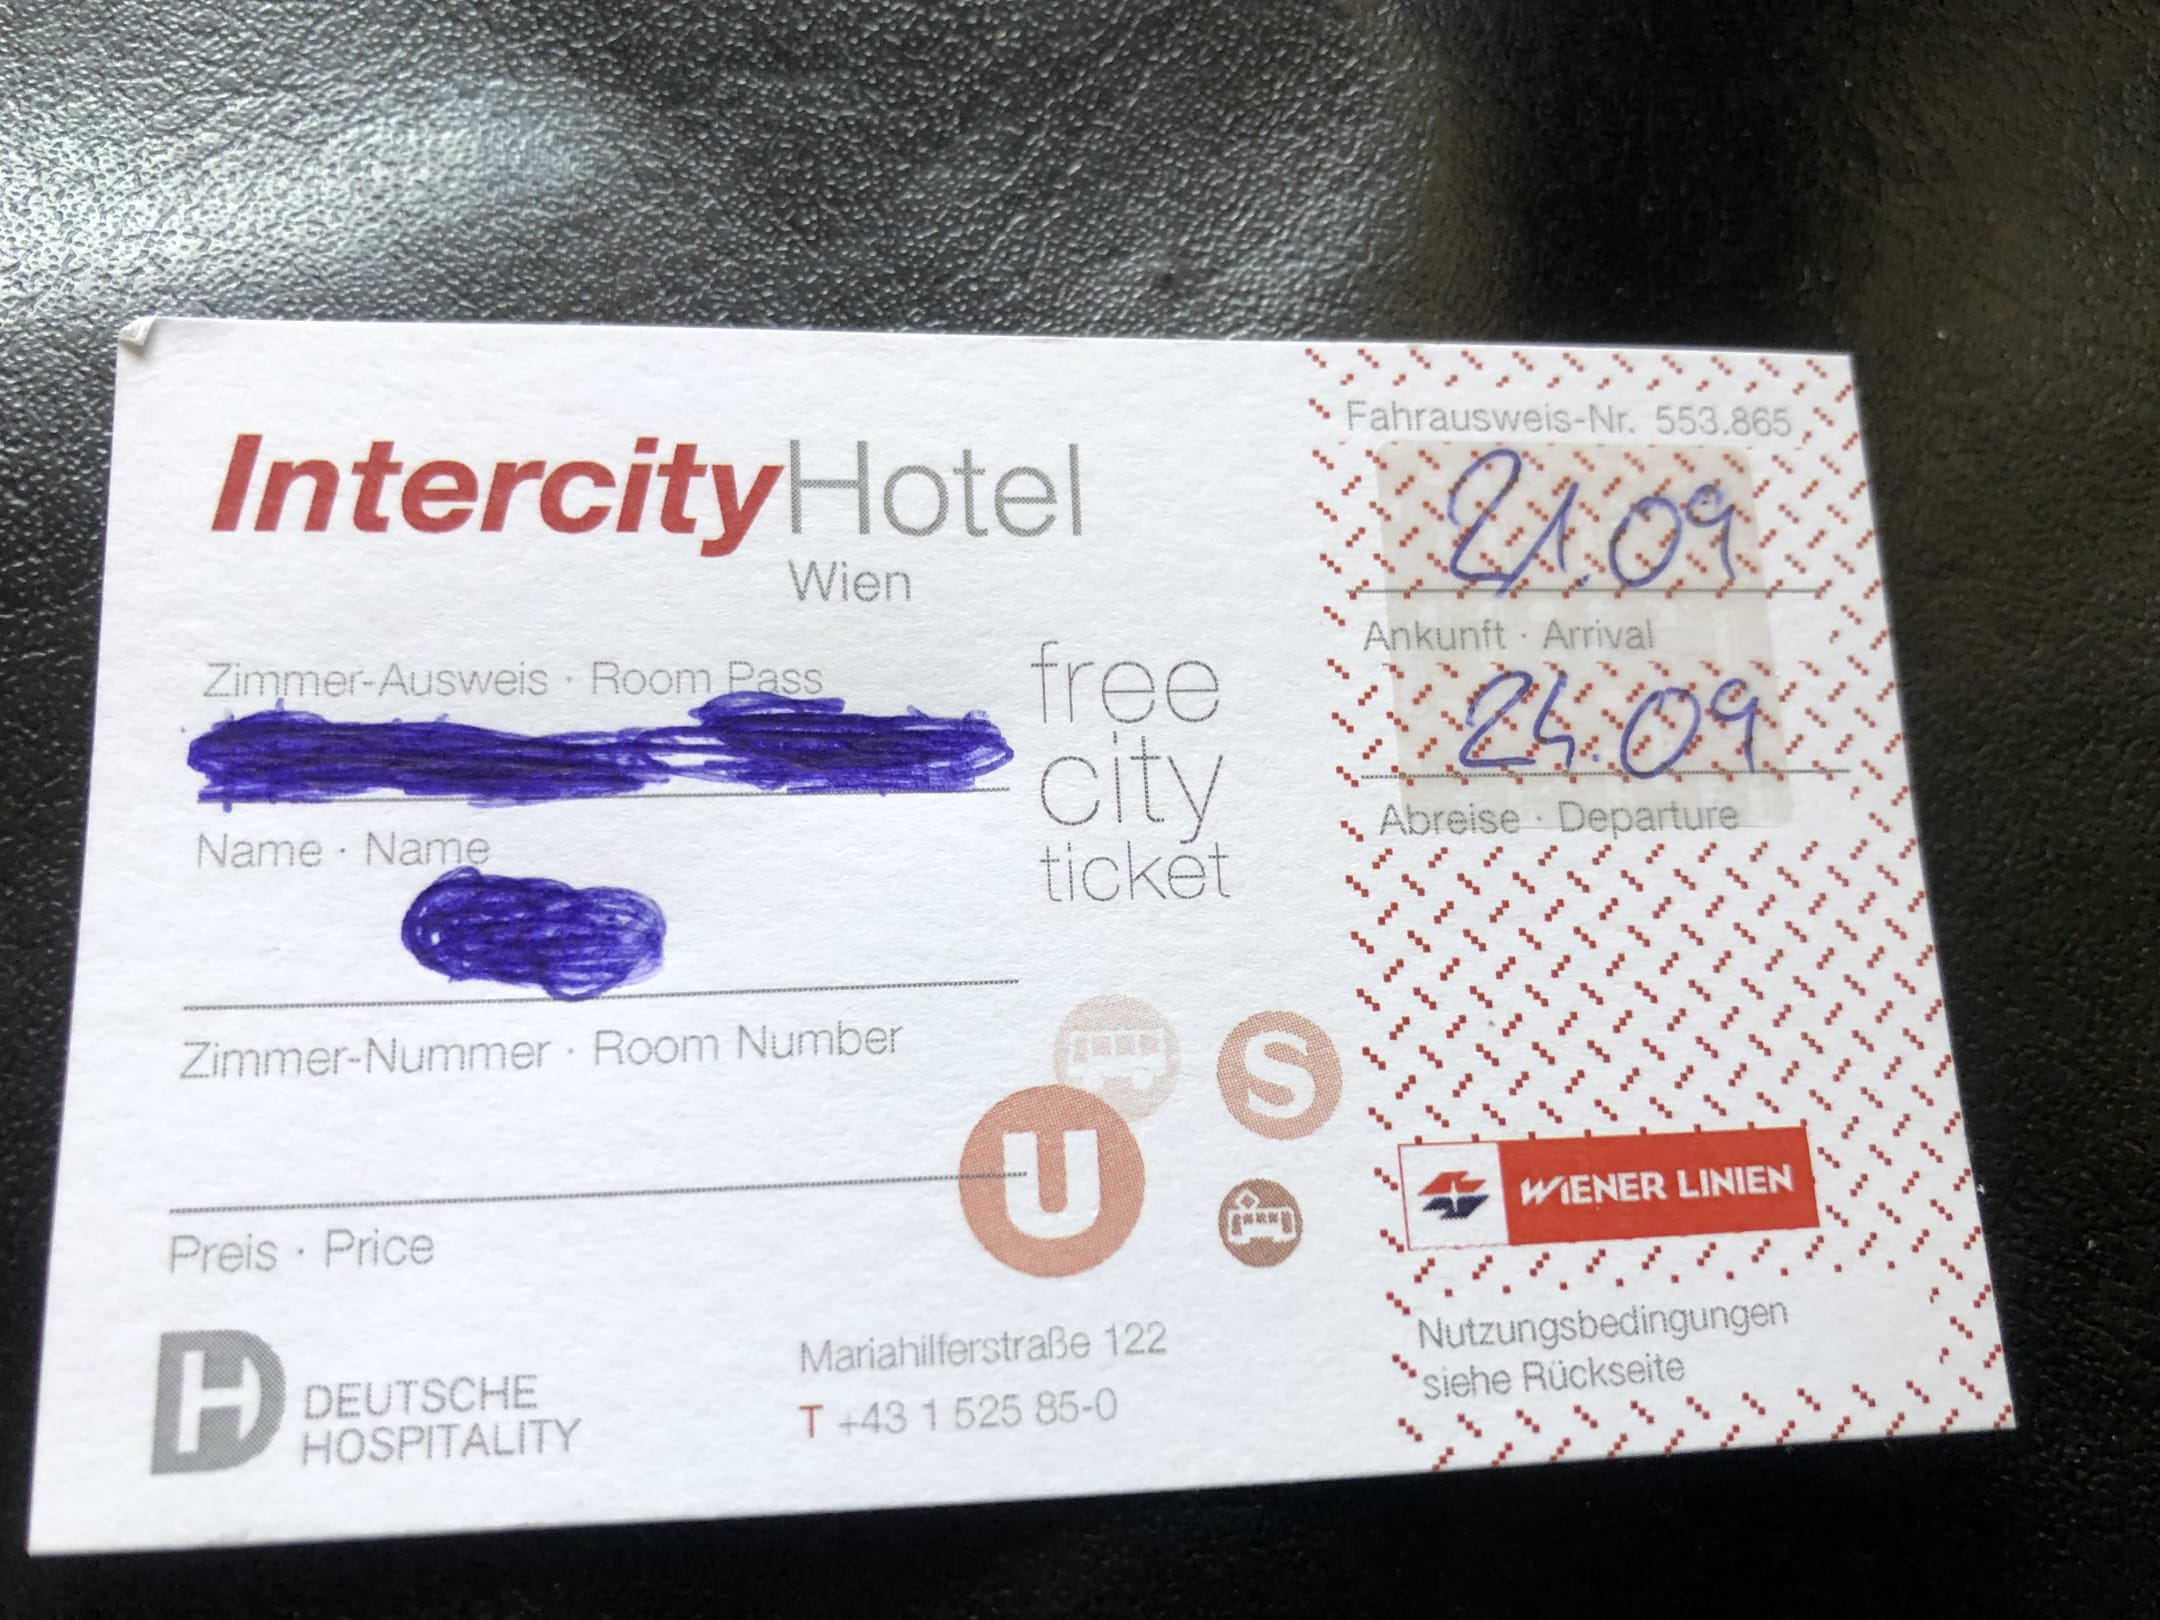 IntercityHotel
Wien
Zimmer-Ausweis · Room Pass
Name · Name
Zimmer-Nummer · Room Number
Preis · Price
DEUTSCHE
HOSPITALITY
free
city
ticket
U
S
Mariahilferstraße 122
T +43 1 525 85-0
Fahrausweis-Nr. 553.865
21.09
Ankunft · Arrival
24.09
Abreise · Departure
WIENER LINIEN
Nutzungsbedingungen
siehe Rückseite